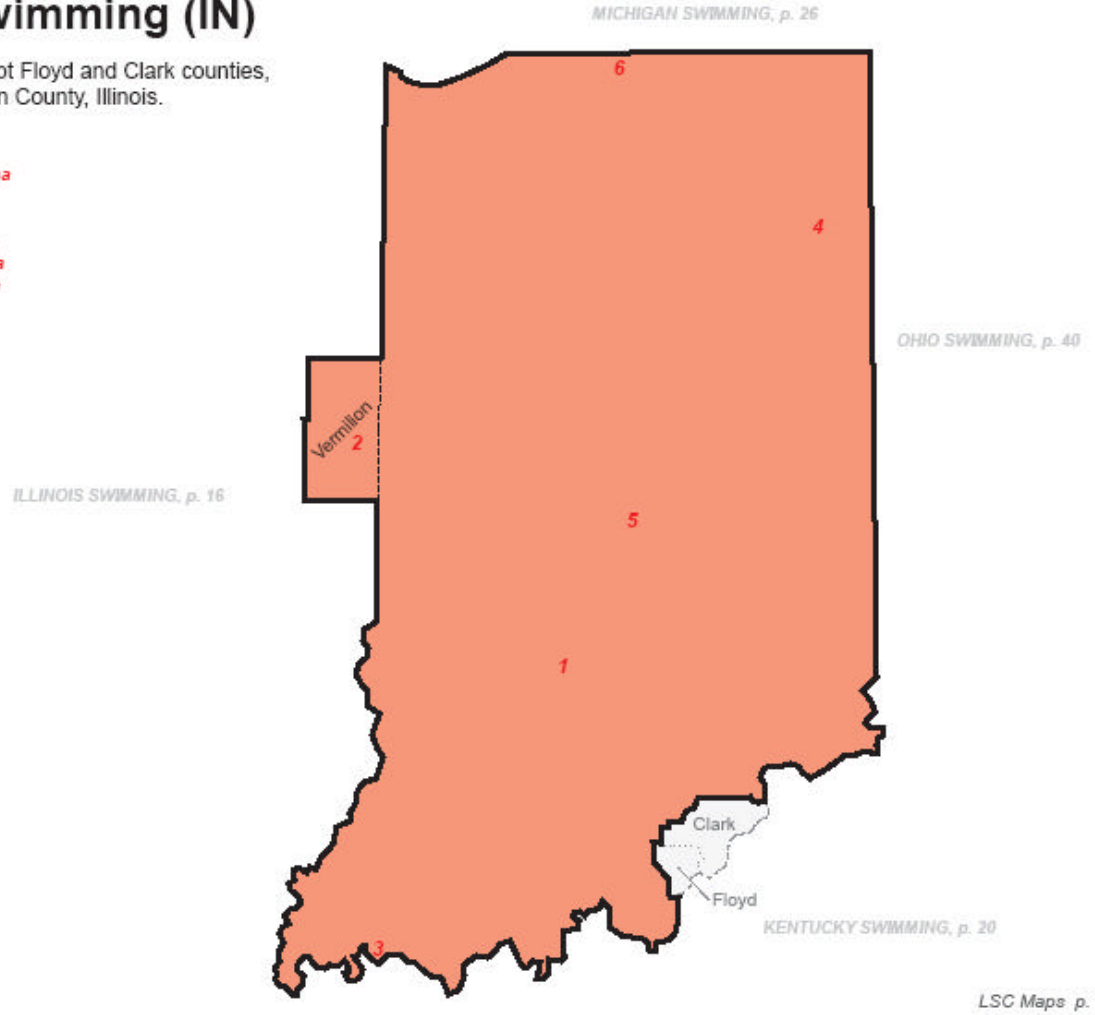 MICHIGAN SWIMMING, p. 26
wimming (IN)
ot Floyd and Clark counties,
n County, Illinois.
6
a
4
a
OHIO SWIMMING, p. 40
Vermilion
2
ILLINOIS SWIMMING, p. 16
5
1
Clark
Floyd
KENTUCKY SWIMMING, p. 20
3
LSC Maps p.